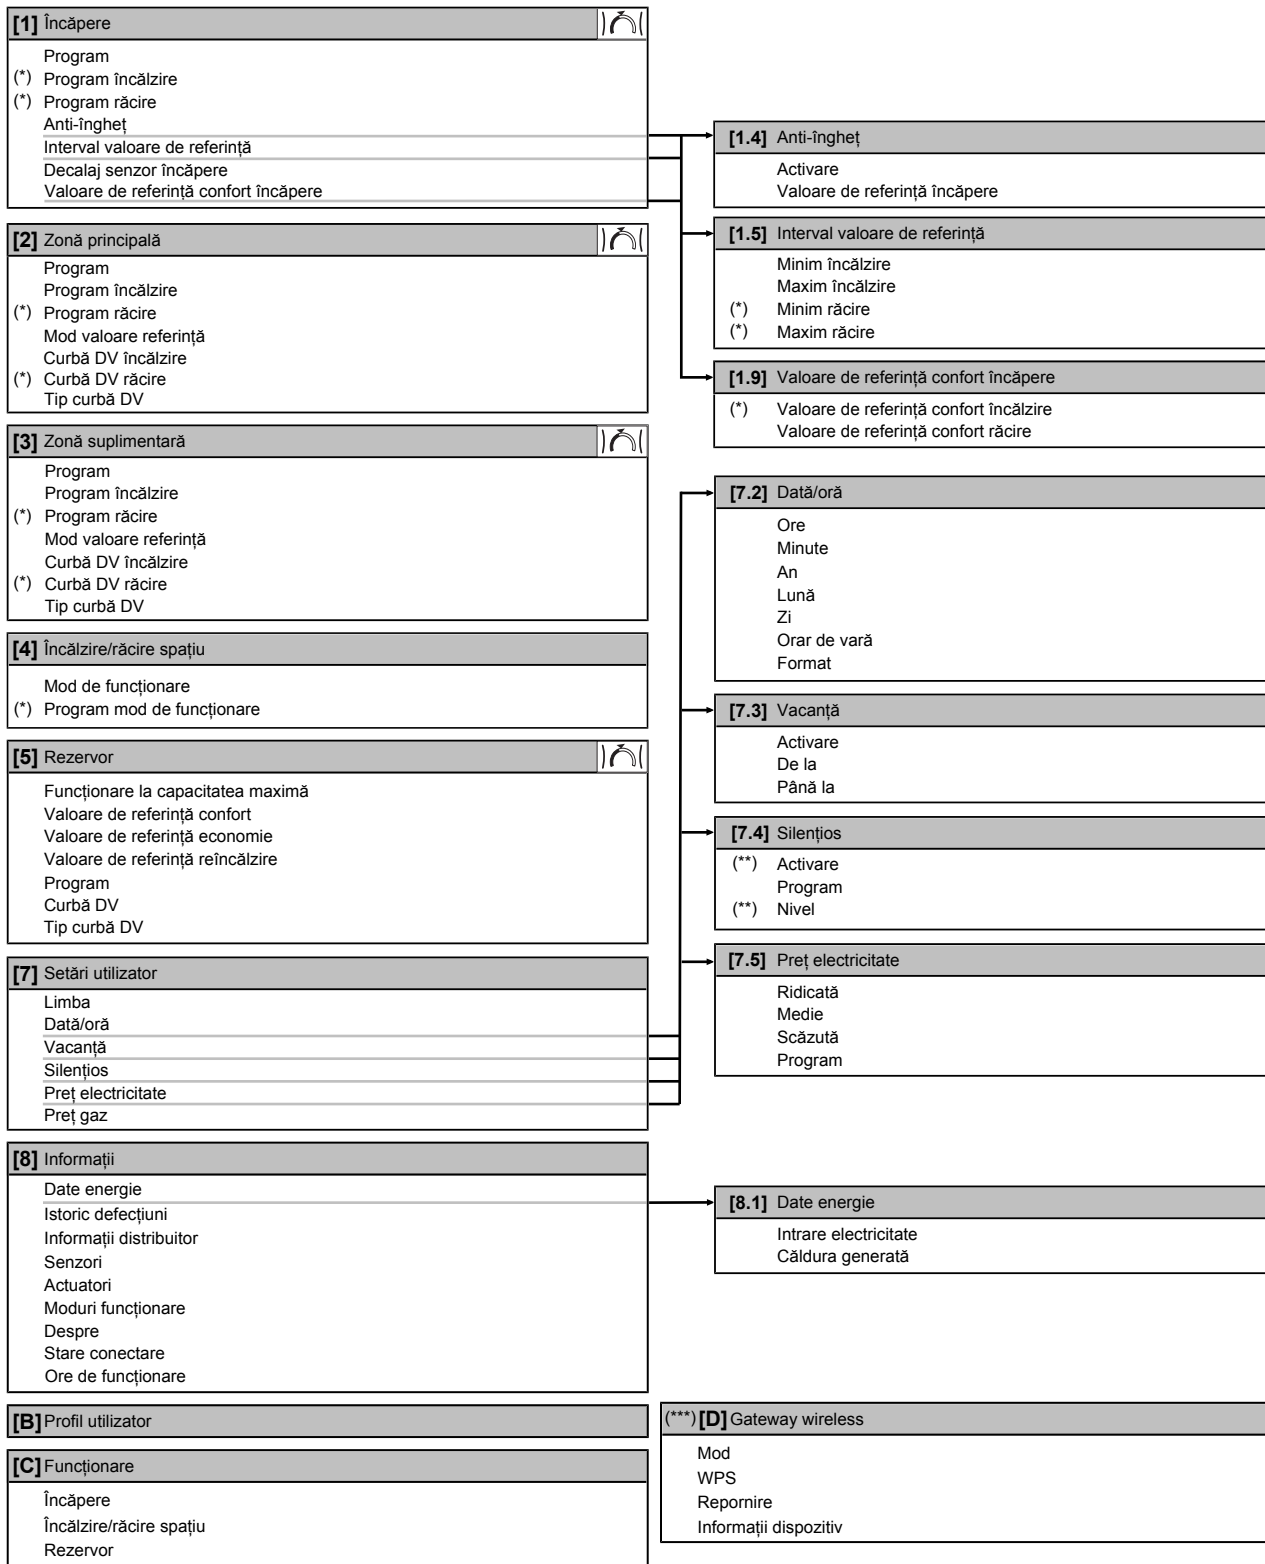 [1] Încăpere
Program
(*) Program încălzire
(*) Program răcire
Anti-îngheț
Interval valoare de referință
Decalaj senzor încăpere
Valoare de referință confort încăpere
[2] Zonă principală
Program
Program încălzire
(*) Program răcire
Mod valoare referință
Curbă DV încălzire
(*) Curbă DV răcire
Tip curbă DV
[3] Zonă suplimentară
Program
Program încălzire
(*) Program răcire
Mod valoare referință
Curbă DV încălzire
(*) Curbă DV răcire
Tip curbă DV
[4] Încălzire/răcire spațiu
Mod de funcționare
(*) Program mod de funcționare
[5] Rezervor
Funcționare la capacitatea maximă
Valoare de referință confort
Valoare de referință economie
Valoare de referință reîncălzire
Program
Curbă DV
Tip curbă DV
[7] Setări utilizator
Limba
Dată/oră
Vacanță
Silențios
Preț electricitate
Preț gaz
[8] Informații
Date energie
Istoric defecțiuni
Informații distribuitor
Senzori
Actuatori
Moduri funcționare
Despre
Stare conectare
Ore de funcționare
[B] Profil utilizator
[C] Funcționare
Încăpere
Încălzire/răcire spațiu
Rezervor
[1.4] Anti-îngheț
Activare
Valoare de referință încăpere
[1.5] Interval valoare de referință
Minim încălzire
Maxim încălzire
(*) Minim răcire
(*) Maxim răcire
[1.9] Valoare de referință confort încăpere
(*) Valoare de referință confort încălzire
Valoare de referință confort răcire
[7.2] Dată/oră
Ore
Minute
An
Lună
Zi
Orar de vară
Format
[7.3] Vacanță
Activare
De la
Până la
[7.4] Silențios
(**) Activare
Program
(**) Nivel
[7.5] Preț electricitate
Ridicată
Medie
Scăzută
Program
[8.1] Date energie
Intrare electricitate
Căldura generată
(***) [D] Gateway wireless
Mod
WPS
Repornire
Informații dispozitiv